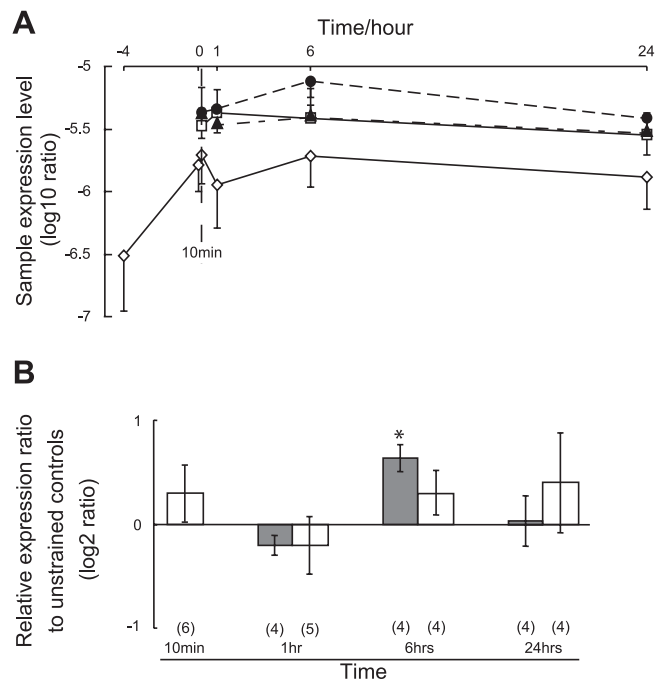 A
Time/hour
-4 0 1 6 24
Sample expression level
(log10 ratio)
-5
-5.5
-6
-6.5
-7
10min
B
Relative expression ratio
to unstrained controls
(log2 ratio)
1
0
-1
*
(6) (4) (5) (4) (4) (4) (4)
10min 1hr 6hrs 24hrs
Time